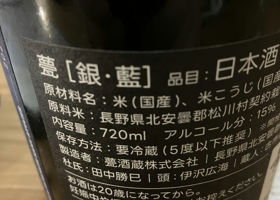 甍［銀・藍］ 品目：日本酒
原材料名：米（国産）、米こうじ（国産
原料米：長野県北安曇郡松川村契約栽
内容量：720ml アルコール分：15
保存方法：要冷蔵（5度以下推奨）
製造者：甍酒蔵株式会社｜長野県北
杜氏：田中勝巳 頭：伊沢広海 蔵人：
お酒は20歳になってから。